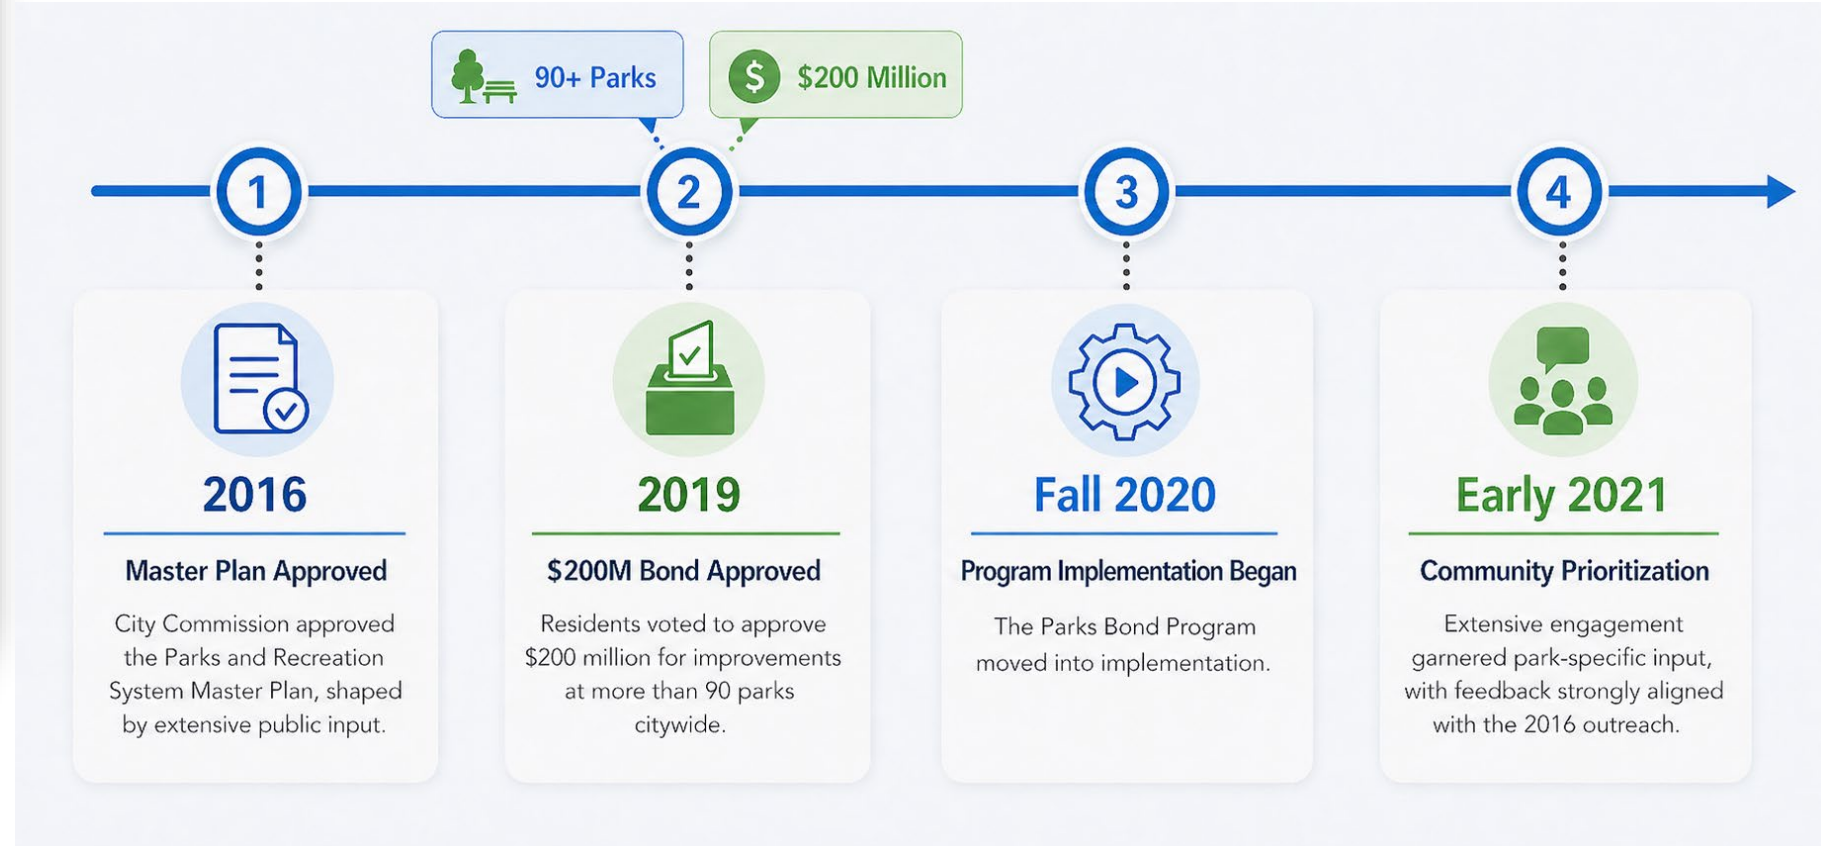 90+ Parks
$200 Million
1
2
3
4
2016
Master Plan Approved
City Commission approved
the Parks and Recreation
System Master Plan, shaped
by extensive public input.
2019
$200M Bond Approved
Residents voted to approve
$200 million for improvements
at more than 90 parks
citywide.
Fall 2020
Program Implementation Began
The Parks Bond Program
moved into implementation.
Early 2021
Community Prioritization
Extensive engagement
garnered park-specific input,
with feedback strongly aligned
with the 2016 outreach.